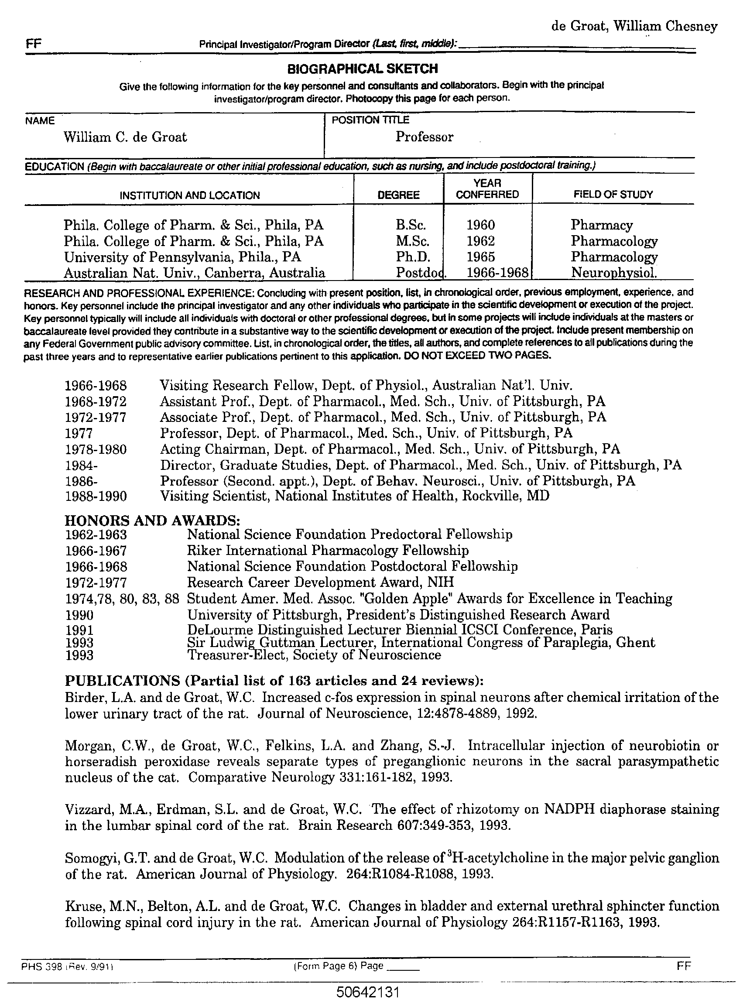 de Groat, William Chesney
FF
Principal Investigator/Program Director (Last, first, middle):
BIOGRAPHICAL SKETCH
Give the following information for the key personnel and consultants and collaborators. Begin with the principal
investigator/program director. Photocopy this page for each person.
NAME POSITION TITLE
William C. de Groat Professor
EDUCATION (Begin with baccalaureate or other initial professional education, such as nursing, and include postdoctoral training.)
INSTITUTION AND LOCATION DEGREE YEAR CONFERRED FIELD OF STUDY
Phila. College of Pharm. & Sci., Phila, PA B.Sc. 1960 Pharmacy
Phila. College of Pharm. & Sci., Phila, PA M.Sc. 1962 Pharmacology
University of Pennsylvania, Phila., PA Ph.D. 1965 Pharmacology
Australian Nat. Univ., Canberra, Australia Postdoc. 1966-1968 Neurophysiol.
RESEARCH AND PROFESSIONAL EXPERIENCE: Concluding with present position, list, in chronological order, previous employment, experience, and
honors. Key personnel include the principal investigator and any other individuals who participate in the scientific development or execution of the project.
Key personnel typically will include all individuals with doctoral or other professional degrees, but in some projects will include individuals at the masters or
baccalaureate level provided they contribute in a substantive way to the scientific development or execution of the project. Include present membership on
any Federal Government public advisory committee. List, in chronological order, the titles, all authors, and complete references to all publications during the
past three years and to representative earlier publications pertinent to this application. DO NOT EXCEED TWO PAGES.
1966-1968 Visiting Research Fellow, Dept. of Physiol., Australian Nat'l. Univ.
1968-1972 Assistant Prof., Dept. of Pharmacol., Med. Sch., Univ. of Pittsburgh, PA
1972-1977 Associate Prof., Dept. of Pharmacol., Med. Sch., Univ. of Pittsburgh, PA
1977 Professor, Dept. of Pharmacol., Med. Sch., Univ. of Pittsburgh, PA
1978-1980 Acting Chairman, Dept. of Pharmacol., Med. Sch., Univ. of Pittsburgh, PA
1984- Director, Graduate Studies, Dept. of Pharmacol., Med. Sch., Univ. of Pittsburgh, PA
1986- Professor (Second. appt.), Dept. of Behav. Neurosci., Univ. of Pittsburgh, PA
1988-1990 Visiting Scientist, National Institutes of Health, Rockville, MD
HONORS AND AWARDS:
1962-1963 National Science Foundation Predoctoral Fellowship
1966-1967 Riker International Pharmacology Fellowship
1966-1968 National Science Foundation Postdoctoral Fellowship
1972-1977 Research Career Development Award, NIH
1974,78, 80, 83, 88 Student Amer. Med. Assoc. "Golden Apple" Awards for Excellence in Teaching
1990 University of Pittsburgh, President's Distinguished Research Award
1991 DeLourme Distinguished Lecturer Biennial ICSCI Conference, Paris
1993 Sir Ludwig Guttman Lecturer, International Congress of Paraplegia, Ghent
1993 Treasurer-Elect, Society of Neuroscience
PUBLICATIONS (Partial list of 163 articles and 24 reviews):
Birder, L.A. and de Groat, W.C. Increased c-fos expression in spinal neurons after chemical irritation of the
lower urinary tract of the rat. Journal of Neuroscience, 12:4878-4889, 1992.
Morgan, C.W., de Groat, W.C., Felkins, L.A. and Zhang, S.-J. Intracellular injection of neurobiotin or
horseradish peroxidase reveals separate types of preganglionic neurons in the sacral parasympathetic
nucleus of the cat. Comparative Neurology 331:161-182, 1993.
Vizzard, M.A., Erdman, S.L. and de Groat, W.C. The effect of rhizotomy on NADPH diaphorase staining
in the lumbar spinal cord of the rat. Brain Research 607:349-353, 1993.
Somogyi, G.T. and de Groat, W.C. Modulation of the release of ³H-acetylcholine in the major pelvic ganglion
of the rat. American Journal of Physiology. 264:R1084-R1088, 1993.
Kruse, M.N., Belton, A.L. and de Groat, W.C. Changes in bladder and external urethral sphincter function
following spinal cord injury in the rat. American Journal of Physiology 264:R1157-R1163, 1993.
PHS 398 (Rev. 9/91) (Form Page 6) Page FF
50642131